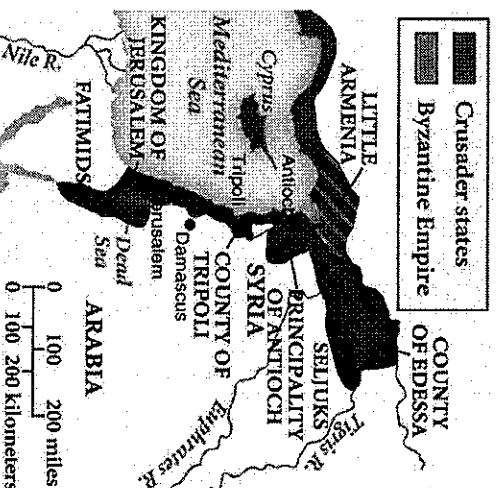 Crusader states
Byzantine Empire
COUNTY
OF EDESSA
LITTLE
ARMENIA
SELJUKS
Tigris R.
Antioch
PRINCIPALITY
OF ANTIOCH
Cyprus
SYRIA
Euphrates R.
Mediterranean
Sea
Tripoli
COUNTY OF
TRIPOLI
Damascus
KINGDOM OF
JERUSALEM
erusalem
Dead
Sea
ARABIA
Nile R.
FATIMIDS
0 100 200 miles
0 100 200 kilometers